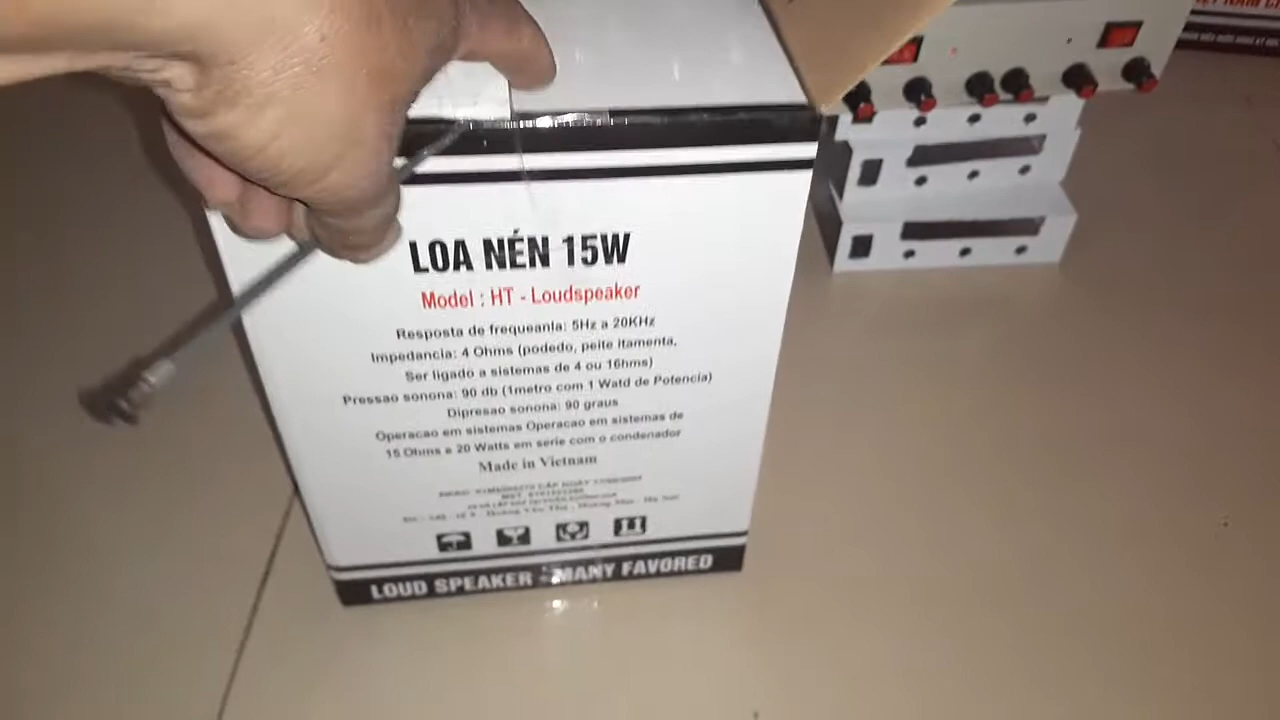 LOA NÉN 15W
Model : HT - Loudspeaker
Resposta de frequeanla: 5Hz a 20KHz
Impedancia: 4 Ohms (podedo, peite itamenta,
Ser ligado a sistemas de 4 ou 16hms)
Pressao sonona: 90 db (1metro com 1 Watd de Potencia)
Dipresao sonona: 90 graus
Operacao em sistemas Operacao em sistemas de
15 Ohms e 20 Watts em serie com o condenador
Made in Vietnam
LOUD SPEAKER - MANY FAVORED